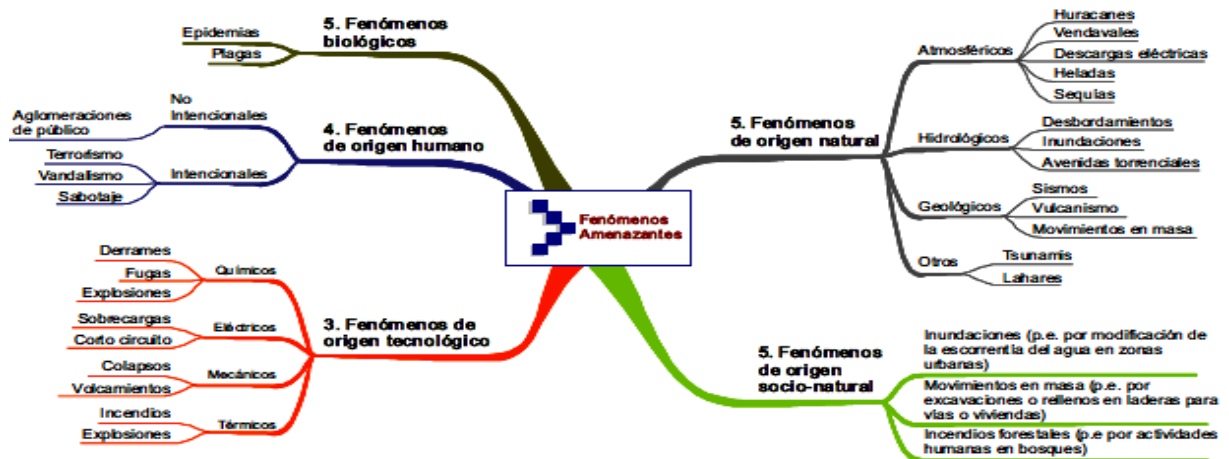 5. Fenómenos
biológicos
Epidemias
Plagas
4. Fenómenos
de origen humano
No
Intencionales
Aglomeraciones
de público
Intencionales
Terrorismo
Vandalismo
Sabotaje
3. Fenómenos de
origen tecnológico
Químicos
Derrames
Fugas
Explosiones
Eléctricos
Sobrecargas
Corto circuito
Mecánicos
Colapsos
Volcamientos
Térmicos
Incendios
Explosiones
Fenómenos
Amenazantes
5. Fenómenos
de origen natural
Atmosféricos
Huracanes
Vendavales
Descargas eléctricas
Heladas
Sequías
Hidrológicos
Desbordamientos
Inundaciones
Avenidas torrenciales
Geológicos
Sismos
Vulcanismo
Movimientos en masa
Otros
Tsunamis
Lahares
5. Fenómenos
de origen
socio-natural
Inundaciones (p.e. por modificación de
la escorrentía del agua en zonas
urbanas)
Movimientos en masa (p.e. por
excavaciones o rellenos en laderas para
vías o viviendas)
Incendios forestales (p.e por actividades
humanas en bosques)